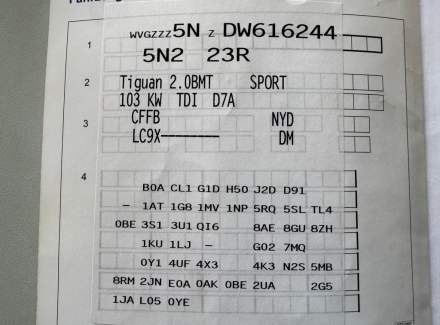 1 WVGZZZ5N Z DW616244
5N2 23R
2 Tiguan 2.0BMT SPORT
103 KW TDI D7A
3 CFFB NYD
LC9X------- DM
4
B0A CL1 G1D H50 J2D D91
- 1AT 1G8 1MV 1NP 5RQ 5SL TL4
0BE 3S1 3U1 QI6 8AE 8GU 8ZH
1KU 1LJ - G02 7MQ
0Y1 4UF 4X3 4K3 N2S 5MB
8RM 2JN E0A 0AK 0BE 2UA 2G5
1JA L05 0YE